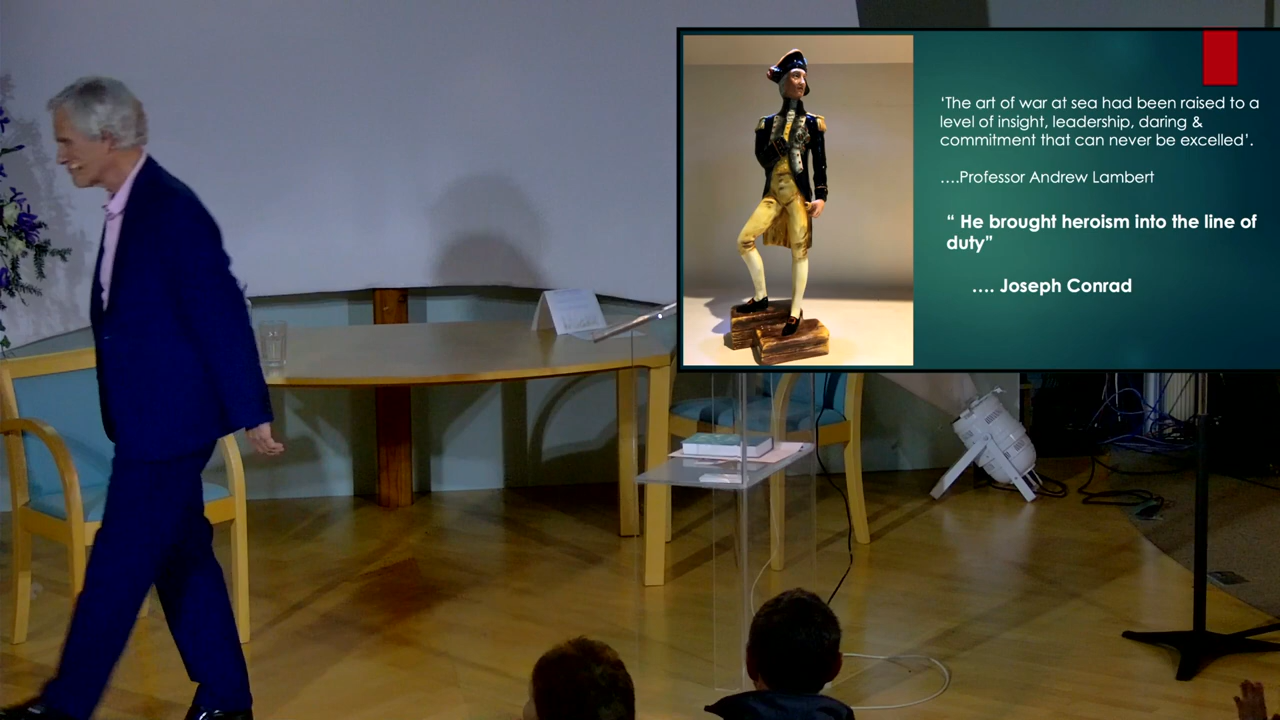 ‘The art of war at sea had been raised to a
level of insight, leadership, daring &
commitment that can never be excelled’.
….Professor Andrew Lambert
“ He brought heroism into the line of
duty”
…. Joseph Conrad